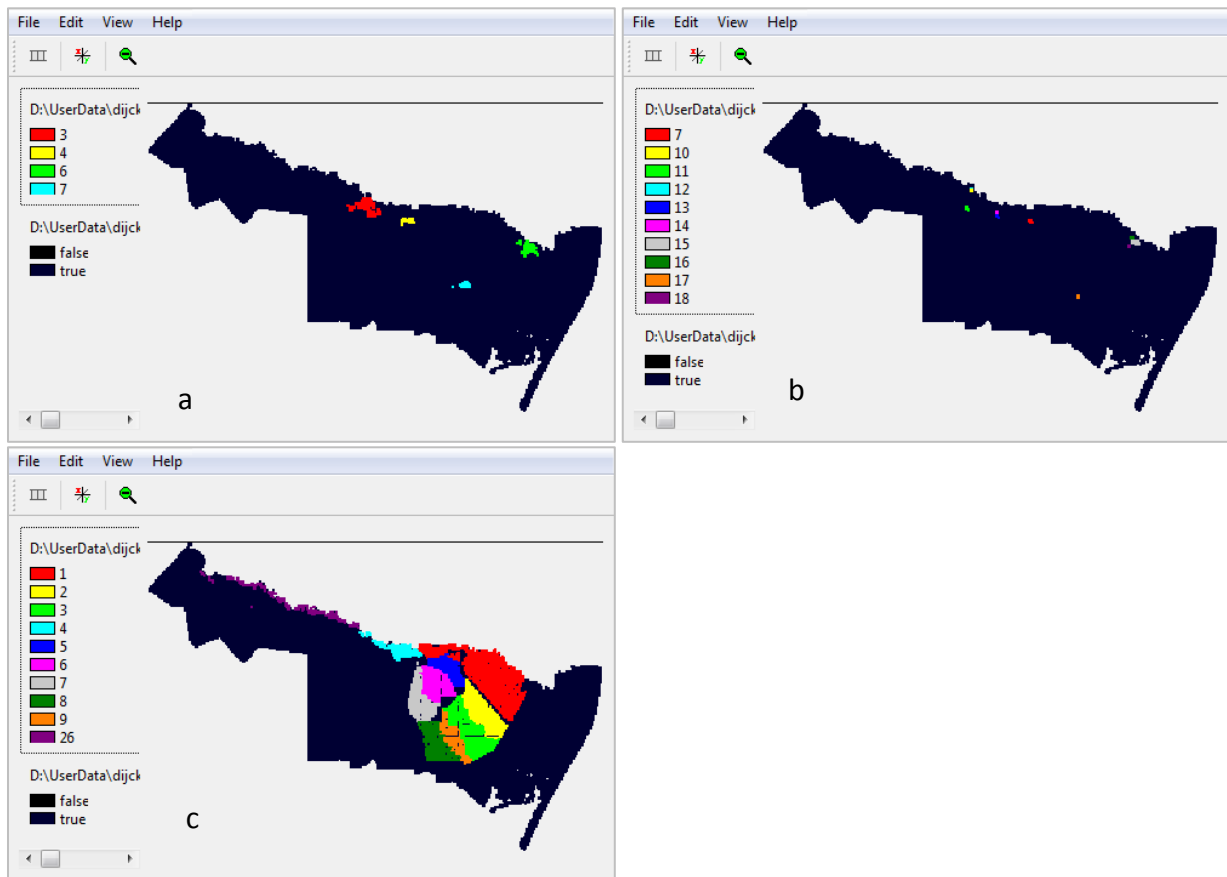 File Edit View Help
D:\UserData\dijck
3
4
6
7
D:\UserData\dijck
false
true
a
File Edit View Help
D:\UserData\dijck
7
10
11
12
13
14
15
16
17
18
D:\UserData\dijck
false
true
b
File Edit View Help
D:\UserData\dijck
1
2
3
4
5
6
7
8
9
26
D:\UserData\dijck
false
true
c